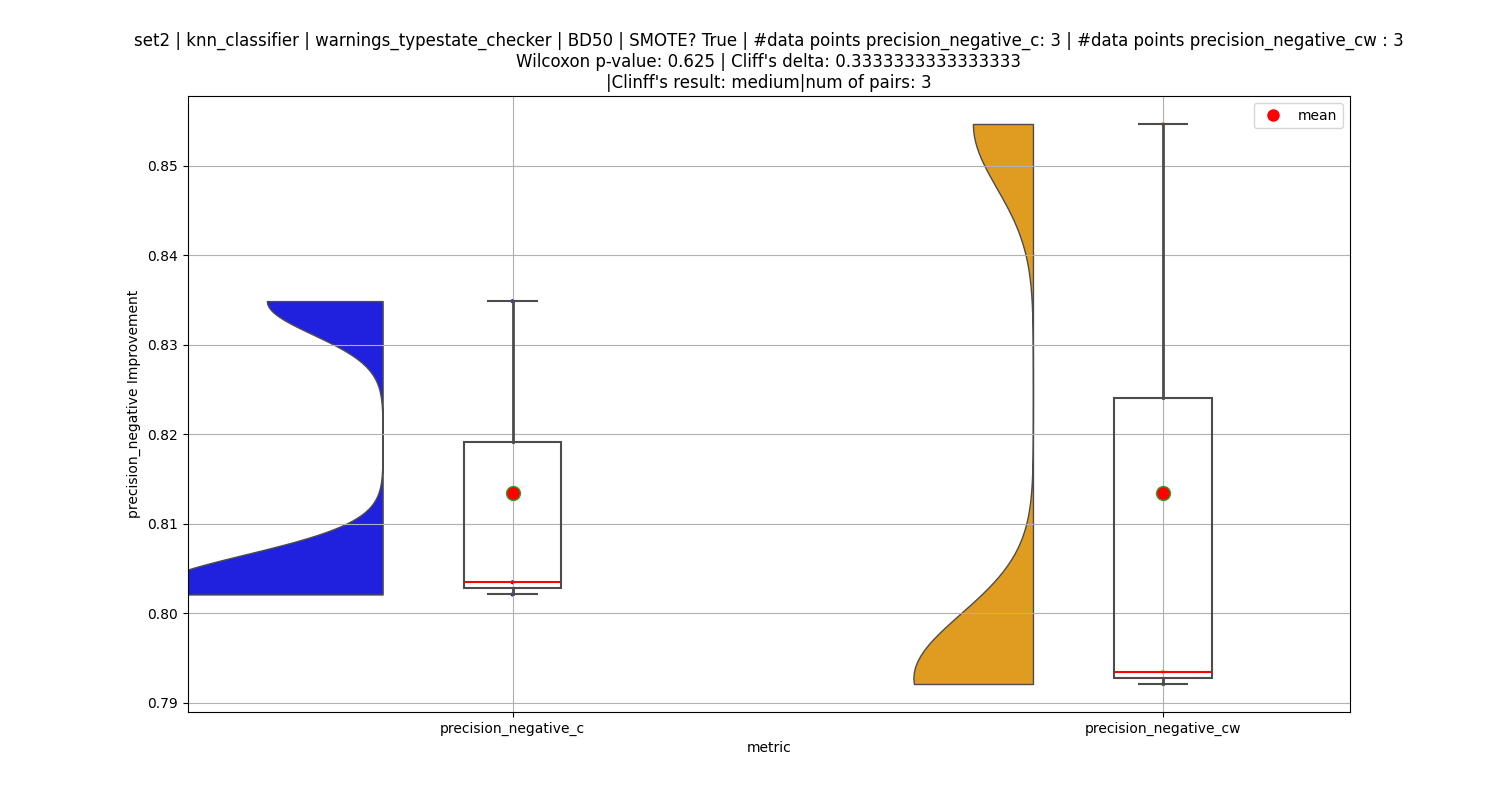 set2 | knn_classifier | warnings_typestate_checker | BD50 | SMOTE? True | #data points precision_negative_c: 3 | #data points precision_negative_cw : 3
Wilcoxon p-value: 0.625 | Cliff's delta: 0.3333333333333333
|Clinff's result: medium|num of pairs: 3
mean
0.85
0.84
0.83
0.82
0.81
0.80
0.79
precision_negative Improvement
precision_negative_c
precision_negative_cw
metric